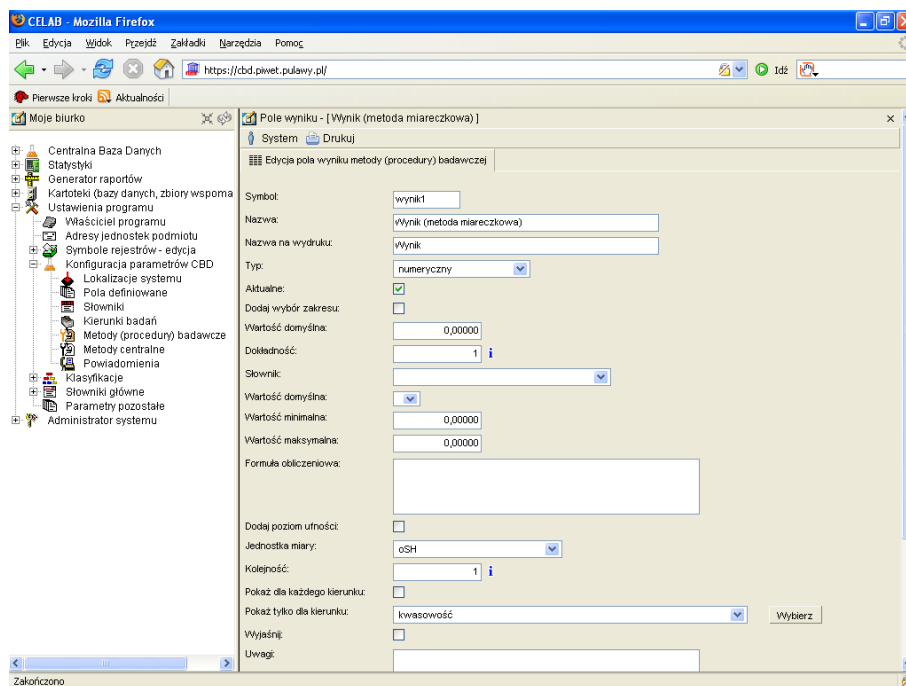 CELAB - Mozilla Firefox
Plik Edycja Widok Przejdź Zakładki Narzędzia Pomoc
https://cbd.piwet.pulawy.pl/ Idź
Pierwsze kroki Aktualności
Moje biurko
Centralna Baza Danych
Statystyki
Generator raportów
Kartoteki (bazy danych, zbiory wspoma
Ustawienia programu
Właściciel programu
Adresy jednostek podmiotu
Symbole rejestrów - edycja
Konfiguracja parametrów CBD
Lokalizacje systemu
Pola definiowane
Słowniki
Kierunki badań
Metody (procedury) badawcze
Metody centralne
Powiadomienia
Klasyfikacje
Słowniki główne
Parametry pozostałe
Administrator systemu
Pole wyniku - [ Wynik (metoda miareczkowa) ]
System Drukuj
Edycja pola wyniku metody (procedury) badawczej
Symbol: wynik1
Nazwa: Wynik (metoda miareczkowa)
Nazwa na wydruku: Wynik
Typ: numeryczny
Aktualne:
Dodaj wybór zakresu:
Wartość domyślna: 0,00000
Dokładność: 1 i
Słownik:
Wartość domyślna:
Wartość minimalna: 0,00000
Wartość maksymalna: 0,00000
Formuła obliczeniowa:
Dodaj poziom ufności:
Jednostka miary: oSH
Kolejność: 1 i
Pokaż dla każdego kierunku:
Pokaż tylko dla kierunku: kwasowość Wybierz
Wyjaśnij:
Uwagi:
Zakończono